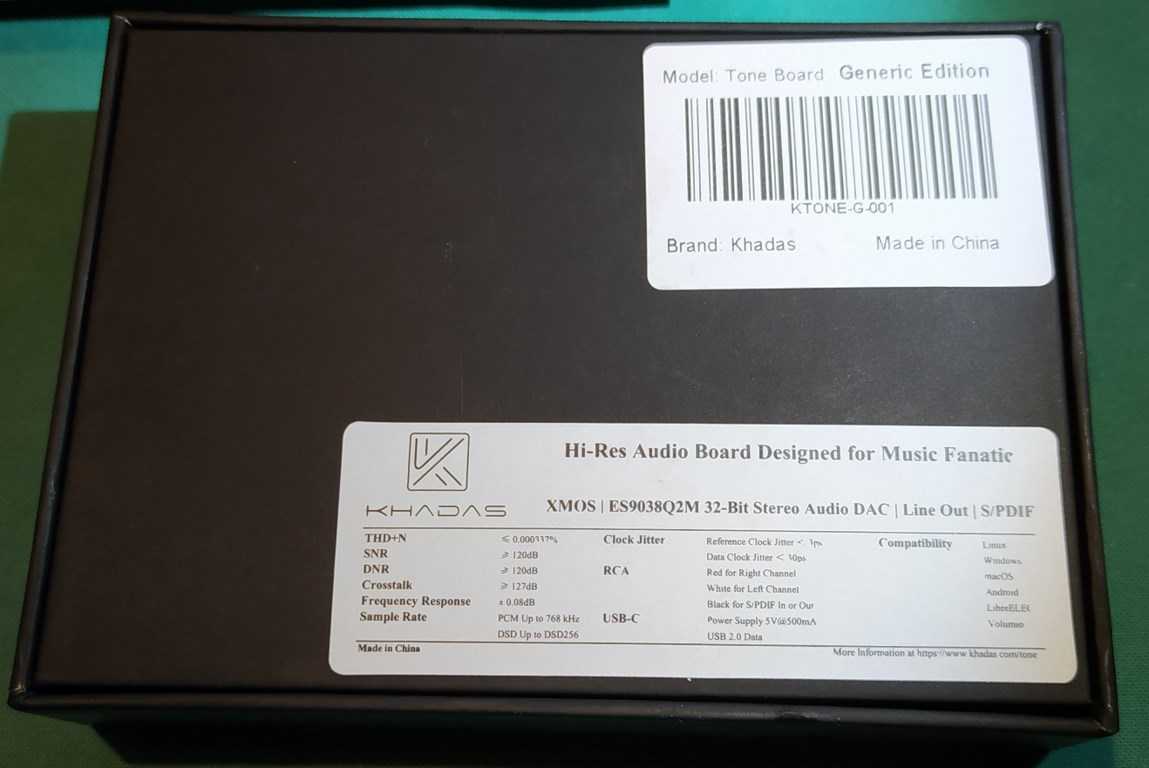 Model: Tone Board Generic Edition
KTONE-G-001
Brand: Khadas Made in China
Hi-Res Audio Board Designed for Music Fanatic
KHADAS
XMOS | ES9038Q2M 32-Bit Stereo Audio DAC | Line Out | S/PDIF
THD+N ≤ 0.000337% Clock Jitter Reference Clock Jitter < Compatibility Linux
SNR ≥ 120dB Data Clock Jitter < Windows
DNR ≥ 120dB RCA Red for Right Channel macOS
Crosstalk ≥ 127dB White for Left Channel Android
Frequency Response ± 0.08dB Black for S/PDIF In or Out LibreELEC
Sample Rate PCM Up to 768 kHz USB-C Power Supply 5V@500mA Volumio
DSD Up to DSD256 USB 2.0 Data
Made in China More Information at https://www.khadas.com/tone